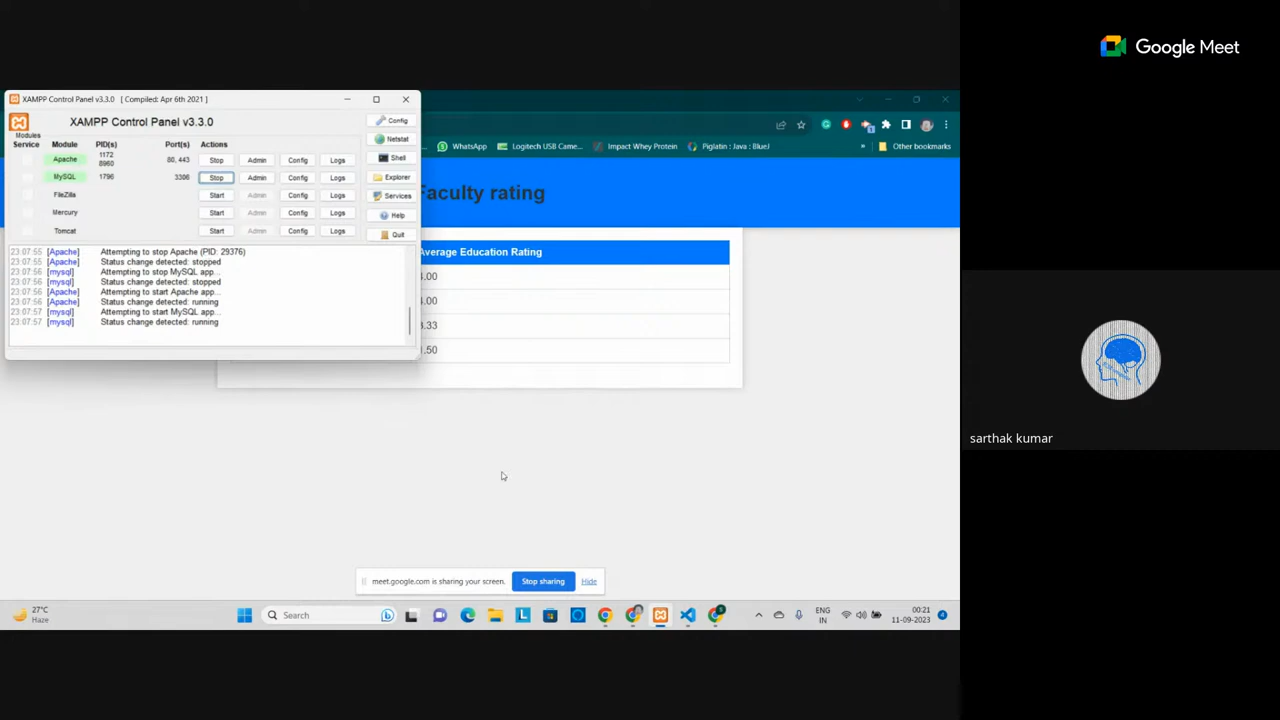 Google Meet
XAMPP Control Panel v3.3.0 [ Compiled: Apr 6th 2021 ]
XAMPP Control Panel v3.3.0
Config
Modules
Service Module PID(s) Port(s) Actions
Netstat
Apache 1172 8960 80, 443 Stop Admin Config Logs
Shell
MySQL 1796 3306 Stop Admin Config Logs
Explorer
FileZilla Start Admin Config Logs
Services
Mercury Start Admin Config Logs
Help
Tomcat Start Admin Config Logs
Quit
23:07:55 [Apache] Attempting to stop Apache (PID: 29376)
23:07:55 [Apache] Status change detected: stopped
23:07:56 [mysql] Attempting to stop MySQL app...
23:07:56 [mysql] Status change detected: stopped
23:07:56 [Apache] Attempting to start Apache app...
23:07:56 [Apache] Status change detected: running
23:07:57 [mysql] Attempting to start MySQL app...
23:07:57 [mysql] Status change detected: running
WhatsApp Logitech USB Came... Impact Whey Protein Piglatin : Java : BlueJ » Other bookmarks
Faculty rating
Average Education Rating
.00
.00
.33
.50
sarthak kumar
meet.google.com is sharing your screen. Stop sharing Hide
27°C
Haze
Search
ENG
IN
00:21
11-09-2023